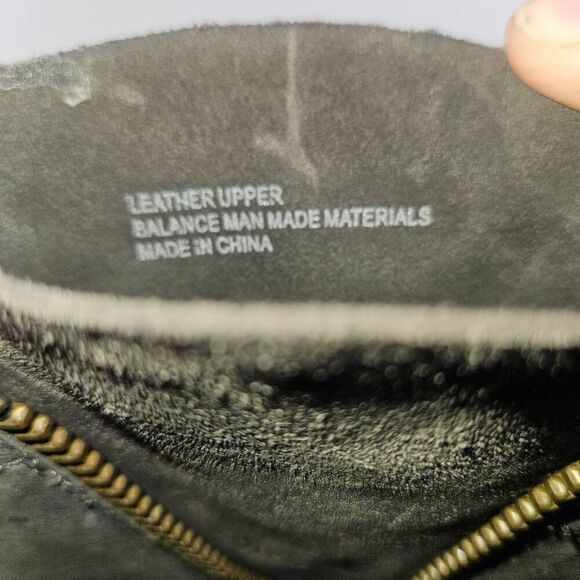 LEATHER UPPER
BALANCE MAN MADE MATERIALS
MADE IN CHINA